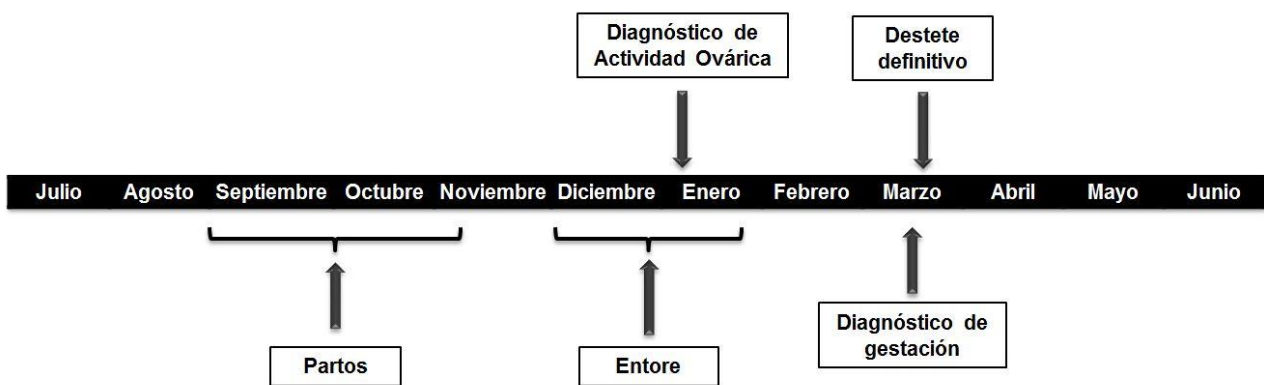 Diagnóstico de
Actividad Ovárica
Destete
definitivo
Julio Agosto Septiembre Octubre Noviembre Diciembre Enero Febrero Marzo Abril Mayo Junio
Partos
Entore
Diagnóstico de
gestación